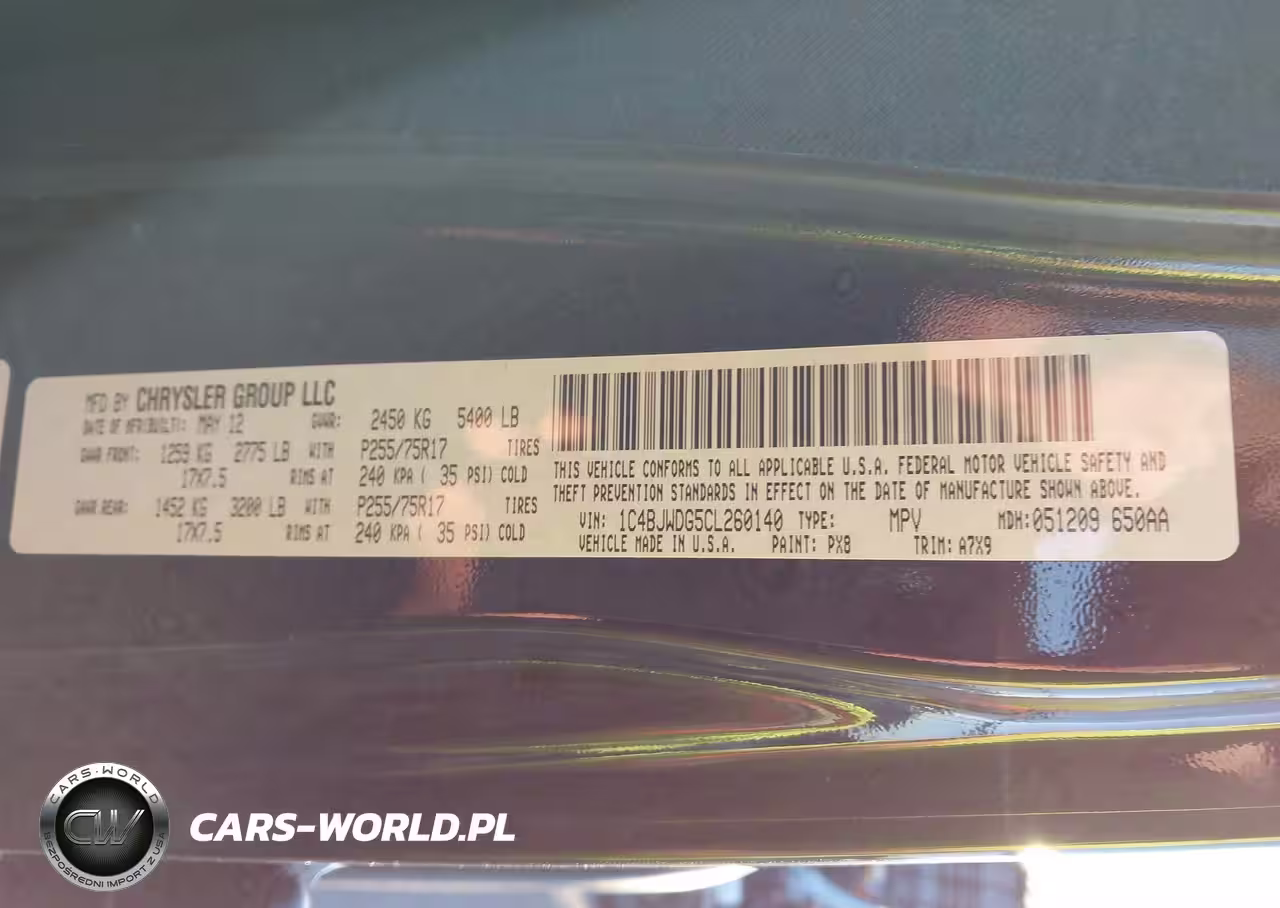 MFD BY CHRYSLER GROUP LLC
DATE OF MFR(BUILT): MAY 12 GVWR: 2450 KG 5400 LB
GAWR FRONT: 1259 KG 2775 LB WITH P255/75R17 TIRES
17X7.5 RIMS AT 240 KPA ( 35 PSI) COLD
GAWR REAR: 1452 KG 3200 LB WITH P255/75R17 TIRES
17X7.5 RIMS AT 240 KPA ( 35 PSI) COLD
THIS VEHICLE CONFORMS TO ALL APPLICABLE U.S.A. FEDERAL MOTOR VEHICLE SAFETY AND
THEFT PREVENTION STANDARDS IN EFFECT ON THE DATE OF MANUFACTURE SHOWN ABOVE.
VIN: 1C4BJWDG5CL260140 TYPE: MPV MDH:051209 650AA
VEHICLE MADE IN U.S.A. PAINT: PX8 TRIM: A7X9
CARS-WORLD
CW
BEZPOŚREDNI IMPORT Z USA
CARS-WORLD.PL